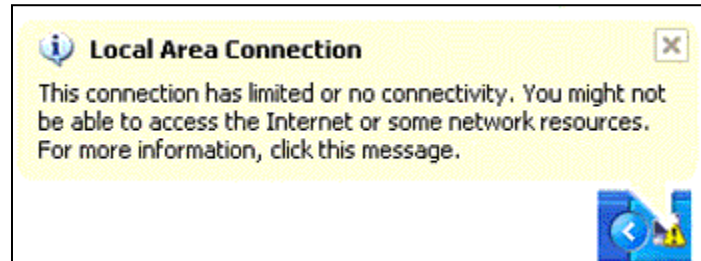 Local Area Connection
This connection has limited or no connectivity. You might not
be able to access the Internet or some network resources.
For more information, click this message.